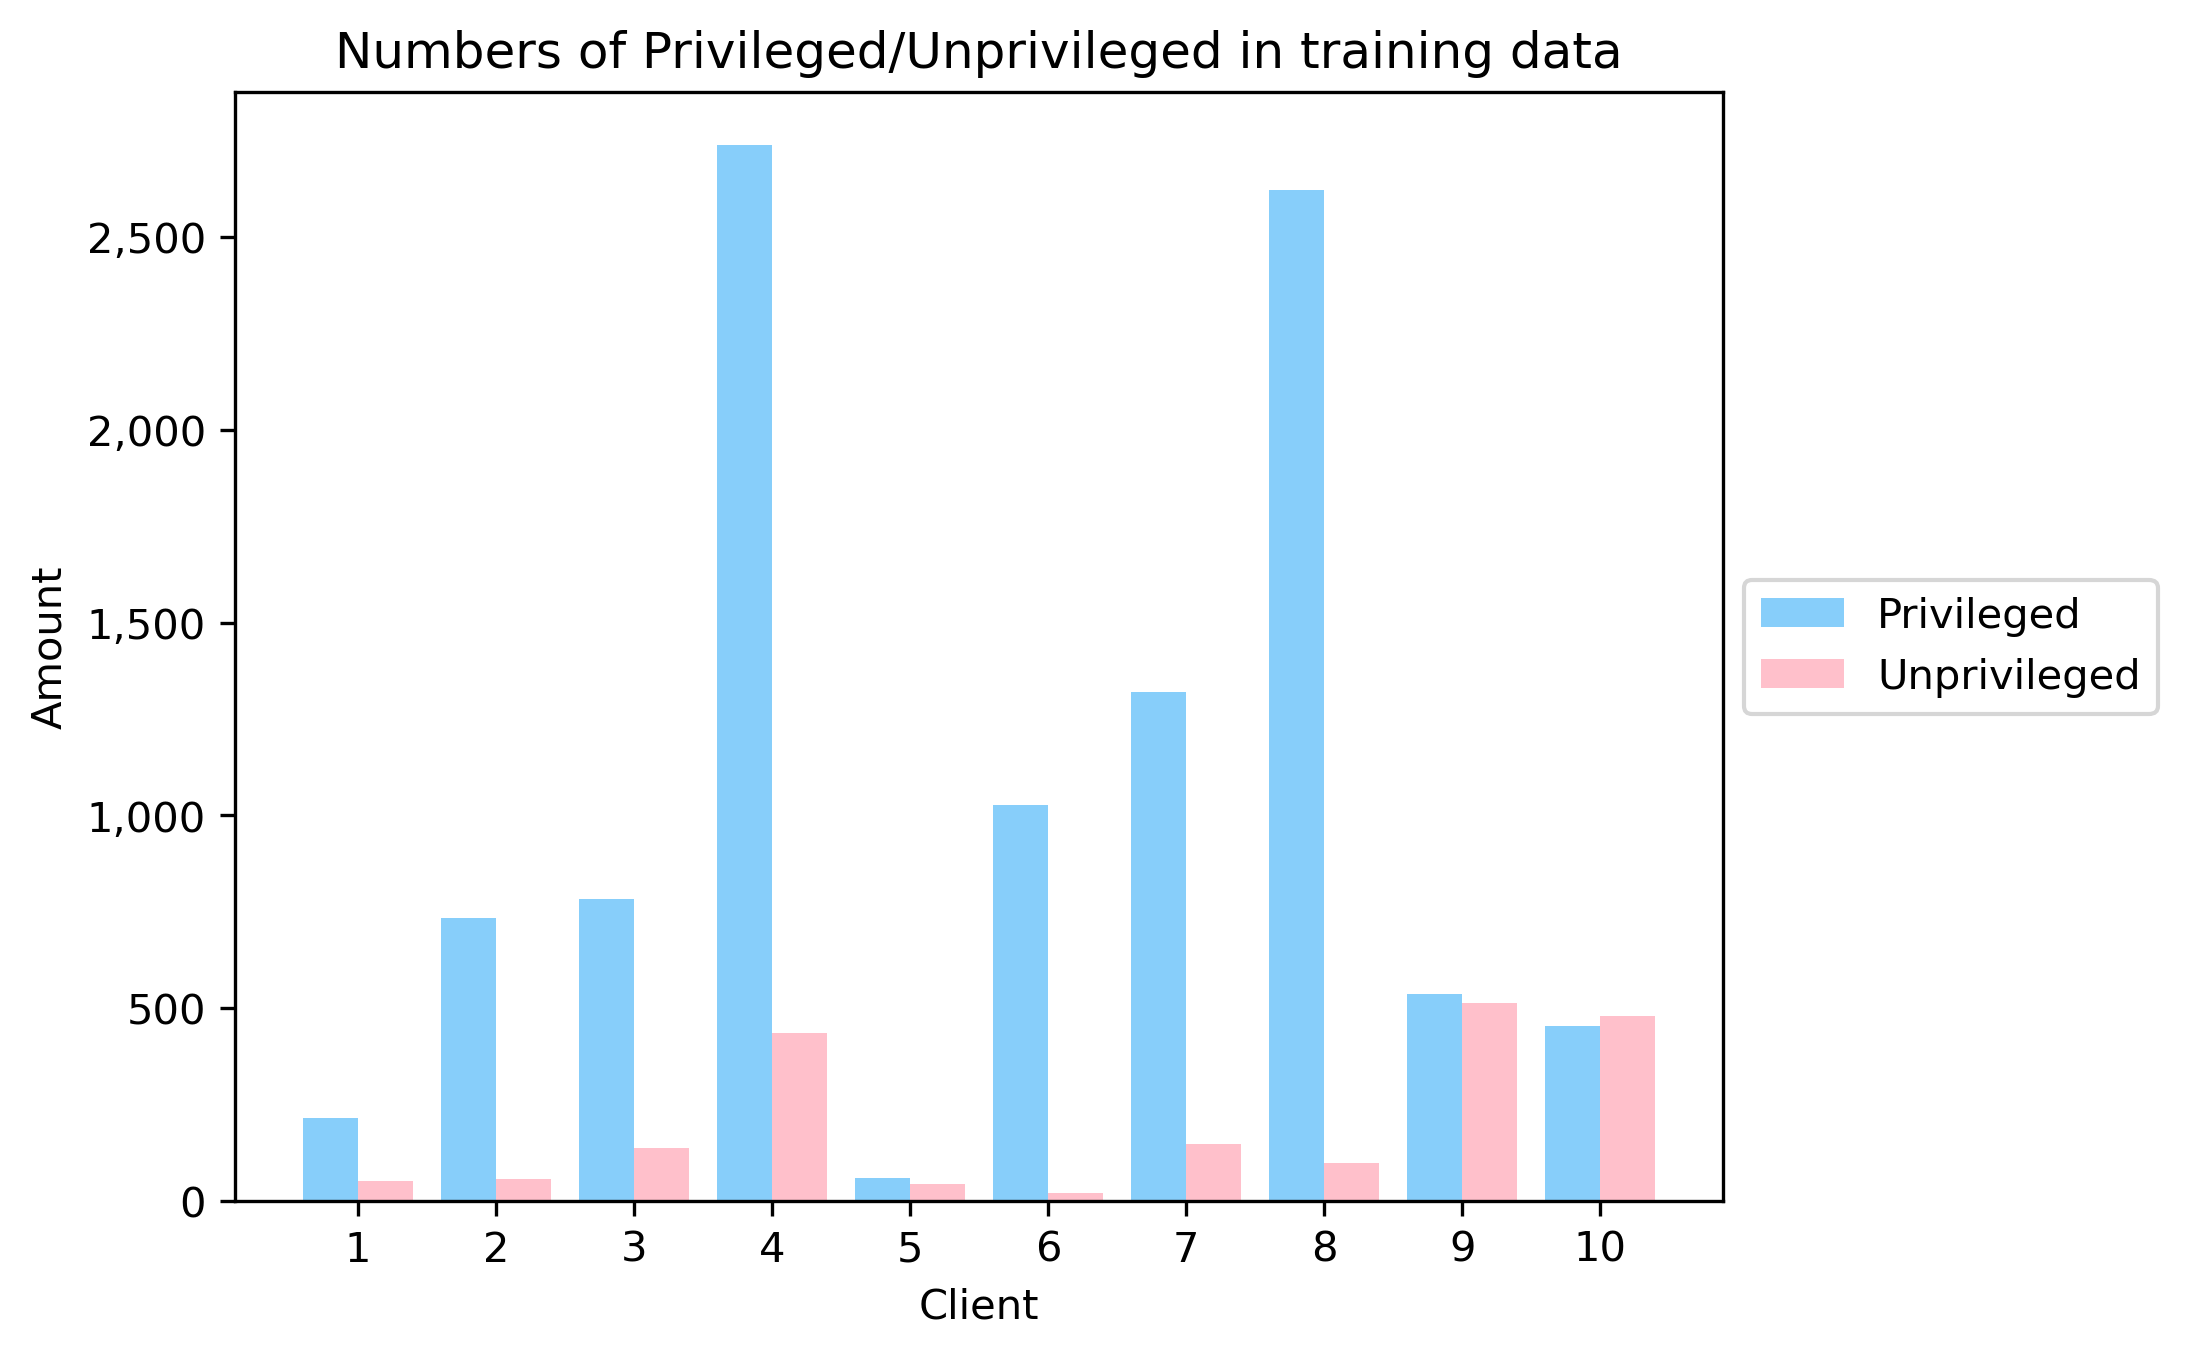 Numbers of Privileged/Unprivileged in training data
2,500
2,000
1,500
1,000
500
0
Amount
1 2 3 4 5 6 7 8 9 10
Client
Privileged
Unprivileged